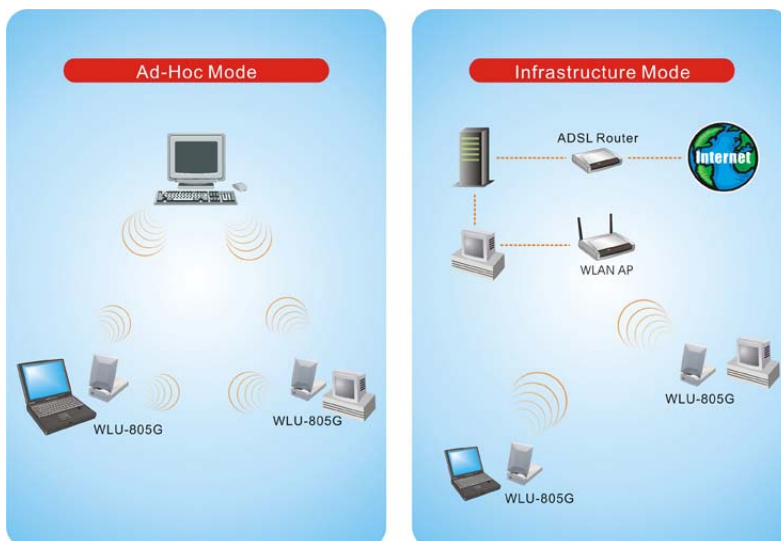 Ad-Hoc Mode
WLU-805G
WLU-805G
Infrastructure Mode
ADSL Router
Internet
WLAN AP
WLU-805G
WLU-805G